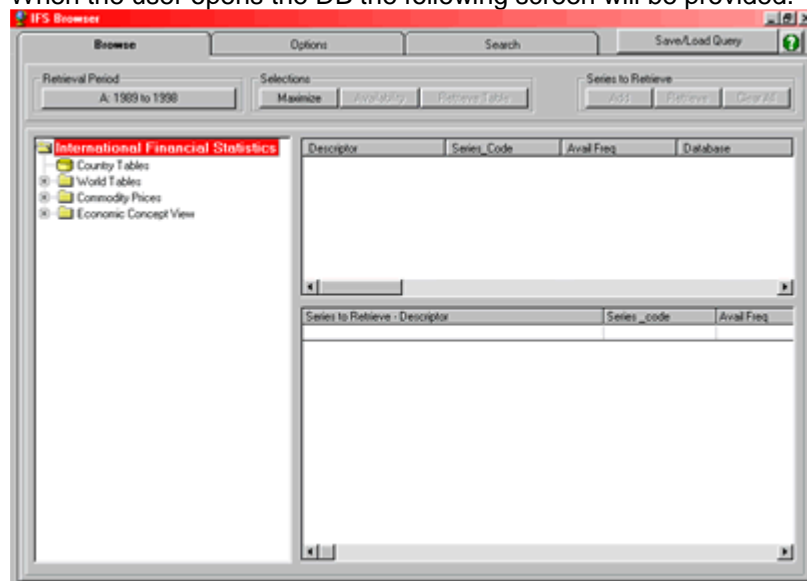 When the user opens the DB the following screen will be provided.
IFS Browser
Browse Options Search Save/Load Query
Retrieval Period Selections Series to Retrieve
A: 1989 to 1998 Maximize Availability Retrieve Table Add Retrieve Clear All
International Financial Statistics
Country Tables
World Tables
Commodity Prices
Economic Concept View
Descriptor Series_Code Avail Freq Database
Series to Retrieve - Descriptor Series_code Avail Freq